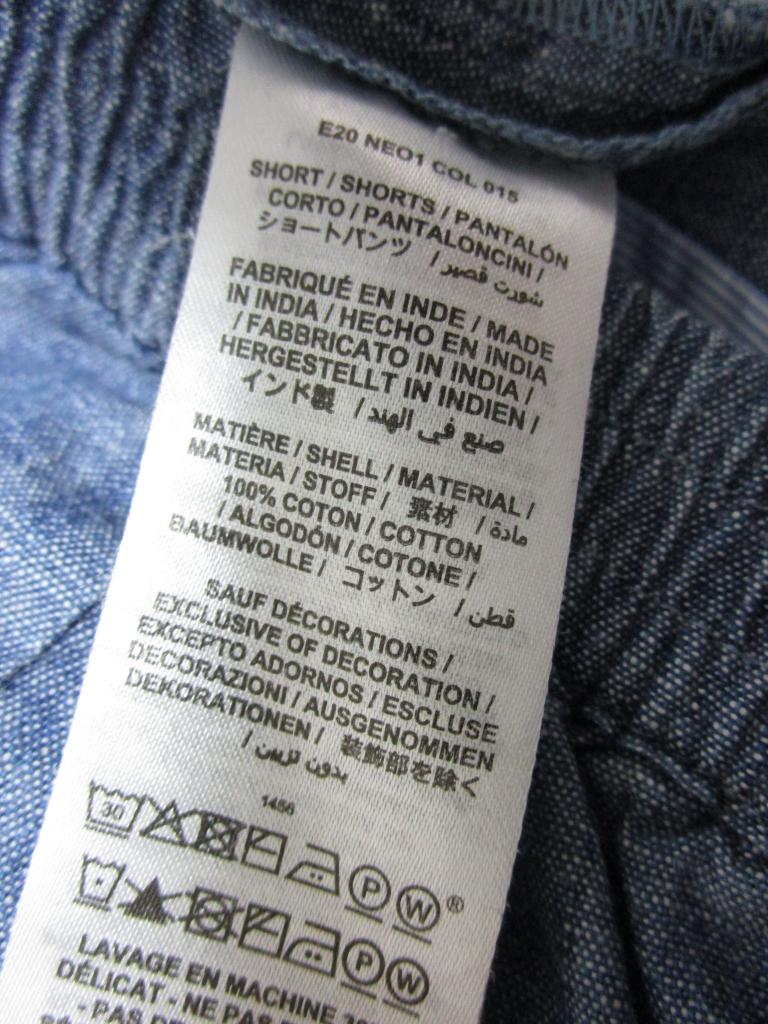 E20 NEO1 COL 015
SHORT / SHORTS / PANTALÓN
CORTO / PANTALONCINI /
ショートパンツ / شورت قصير
FABRIQUÉ EN INDE / MADE
IN INDIA / HECHO EN INDIA
/ FABBRICATO IN INDIA /
HERGESTELLT IN INDIEN /
インド製 / صنع في الهند
MATIÈRE / SHELL / MATERIAL /
MATERIA / STOFF / 素材 / مادة
100% COTON / COTTON
/ ALGODÓN / COTONE /
BAUMWOLLE / コットン / قطن
SAUF DÉCORATIONS /
EXCLUSIVE OF DECORATION /
EXCEPTO ADORNOS / ESCLUSE
DECORAZIONI / AUSGENOMMEN
DEKORATIONEN / 装飾部を除く
/ بدون تزيين
1456
30 P W ®
P W
LAVAGE EN MACHINE
DÉLICAT - NE PAS
- PAS